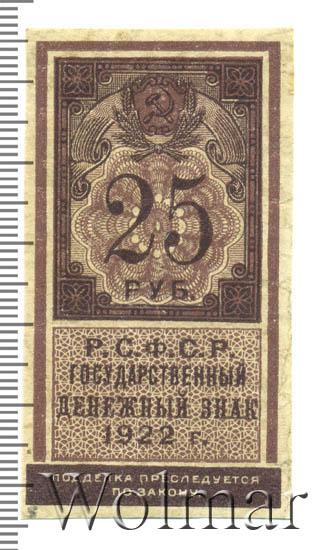 25
РУБ.
Р.С.Ф.С.Р.
ГОСУДАРСТВЕННЫЙ
ДЕНЕЖНЫЙ ЗНАК
1922 г.
ПОДДЕЛКА ПРЕСЛЕДУЕТСЯ
ПО ЗАКОНУ.
Wolmar